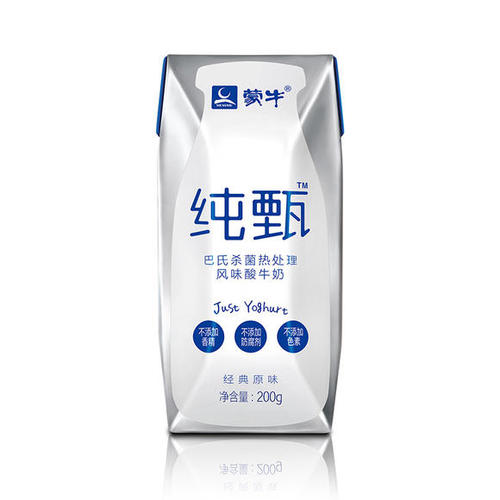 蒙牛®
纯甄™
巴氏杀菌热处理
风味酸牛奶
Just Yoghurt
不添加 不添加 不添加
香精 防腐剂 色素
经典原味
净含量:200g